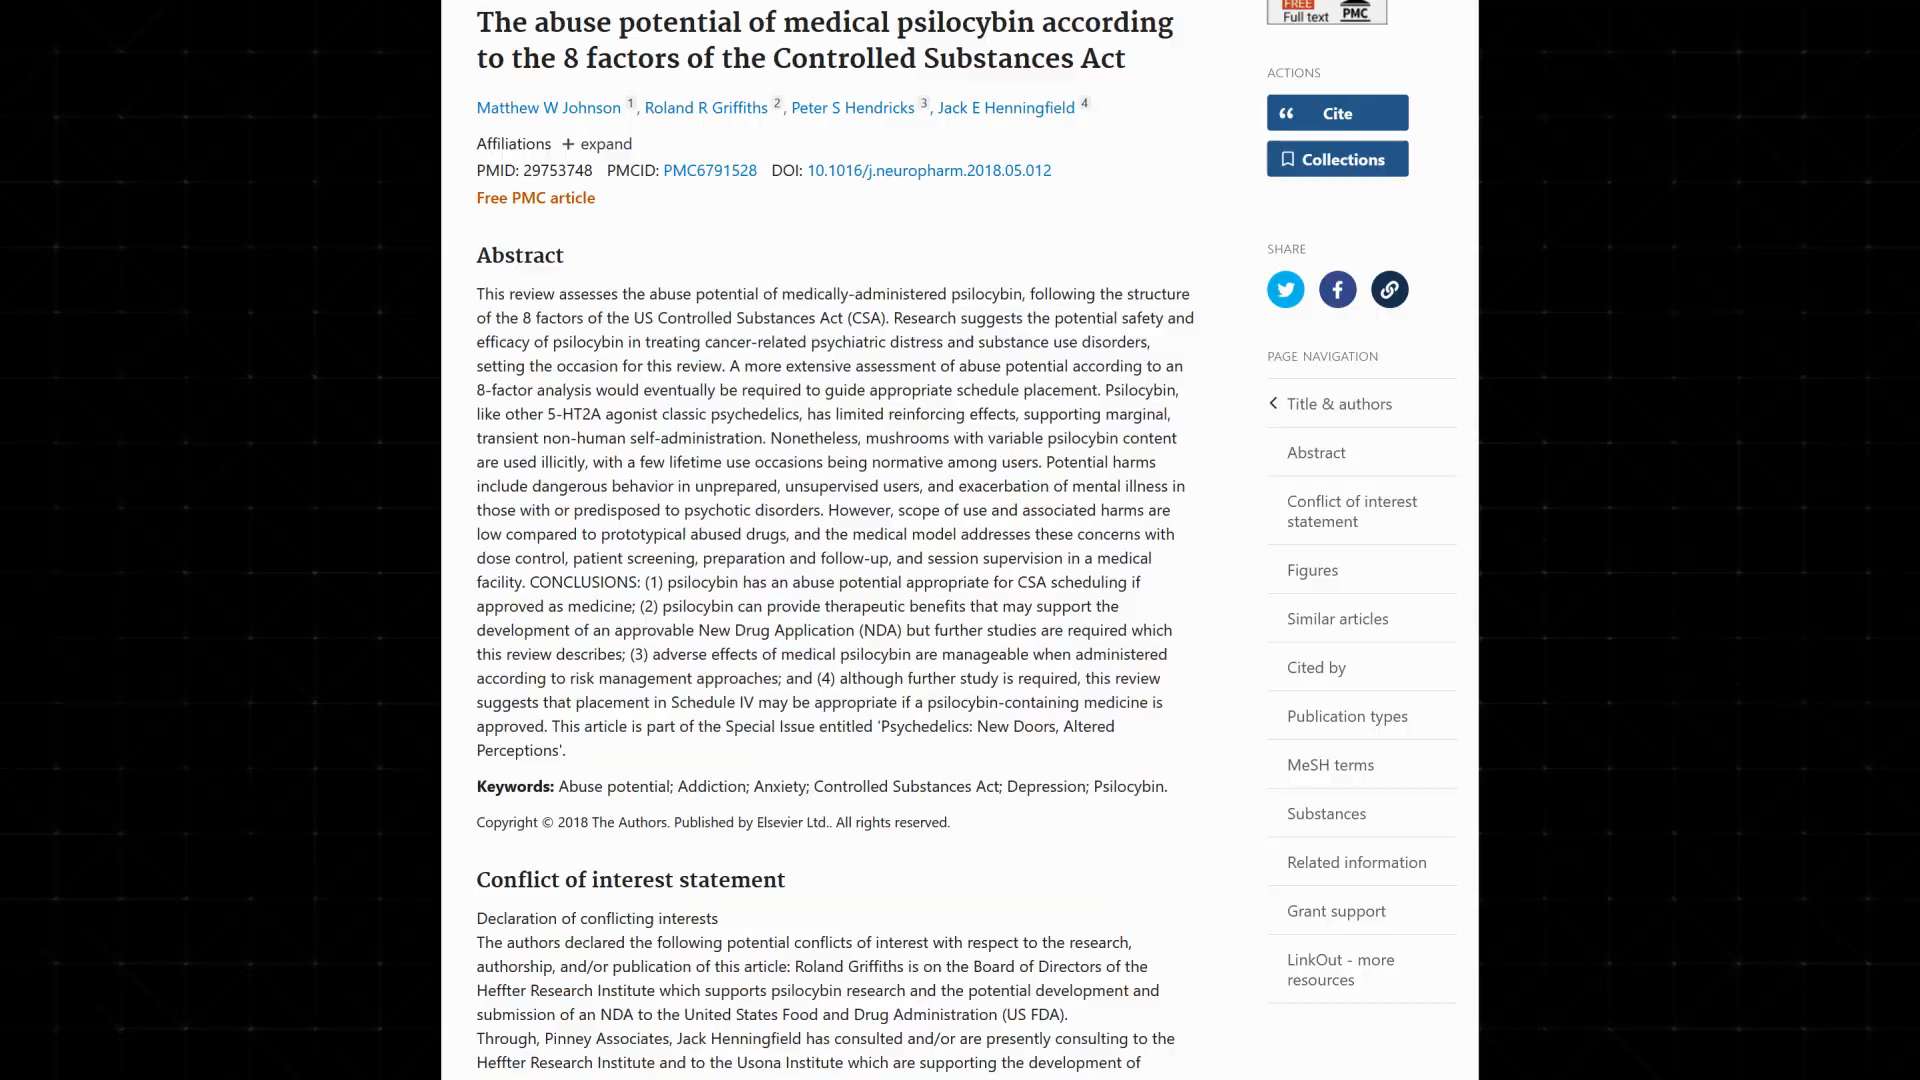 The abuse potential of medical psilocybin according
to the 8 factors of the Controlled Substances Act
Matthew W Johnson 1, Roland R Griffiths 2, Peter S Hendricks 3, Jack E Henningfield 4
Affiliations + expand
PMID: 29753748 PMCID: PMC6791528 DOI: 10.1016/j.neuropharm.2018.05.012
Free PMC article
Abstract
This review assesses the abuse potential of medically-administered psilocybin, following the structure
of the 8 factors of the US Controlled Substances Act (CSA). Research suggests the potential safety and
efficacy of psilocybin in treating cancer-related psychiatric distress and substance use disorders,
setting the occasion for this review. A more extensive assessment of abuse potential according to an
8-factor analysis would eventually be required to guide appropriate schedule placement. Psilocybin,
like other 5-HT2A agonist classic psychedelics, has limited reinforcing effects, supporting marginal,
transient non-human self-administration. Nonetheless, mushrooms with variable psilocybin content
are used illicitly, with a few lifetime use occasions being normative among users. Potential harms
include dangerous behavior in unprepared, unsupervised users, and exacerbation of mental illness in
those with or predisposed to psychotic disorders. However, scope of use and associated harms are
low compared to prototypical abused drugs, and the medical model addresses these concerns with
dose control, patient screening, preparation and follow-up, and session supervision in a medical
facility. CONCLUSIONS: (1) psilocybin has an abuse potential appropriate for CSA scheduling if
approved as medicine; (2) psilocybin can provide therapeutic benefits that may support the
development of an approvable New Drug Application (NDA) but further studies are required which
this review describes; (3) adverse effects of medical psilocybin are manageable when administered
according to risk management approaches; and (4) although further study is required, this review
suggests that placement in Schedule IV may be appropriate if a psilocybin-containing medicine is
approved. This article is part of the Special Issue entitled 'Psychedelics: New Doors, Altered
Perceptions'.
Keywords: Abuse potential; Addiction; Anxiety; Controlled Substances Act; Depression; Psilocybin.
Copyright © 2018 The Authors. Published by Elsevier Ltd.. All rights reserved.
Conflict of interest statement
Declaration of conflicting interests
The authors declared the following potential conflicts of interest with respect to the research,
authorship, and/or publication of this article: Roland Griffiths is on the Board of Directors of the
Heffter Research Institute which supports psilocybin research and the potential development and
submission of an NDA to the United States Food and Drug Administration (US FDA).
Through, Pinney Associates, Jack Henningfield has consulted and/or are presently consulting to the
Heffter Research Institute and to the Usona Institute which are supporting the development of
FREE
Full text PMC
ACTIONS
Cite
Collections
SHARE
PAGE NAVIGATION
Title & authors
Abstract
Conflict of interest
statement
Figures
Similar articles
Cited by
Publication types
MeSH terms
Substances
Related information
Grant support
LinkOut - more
resources